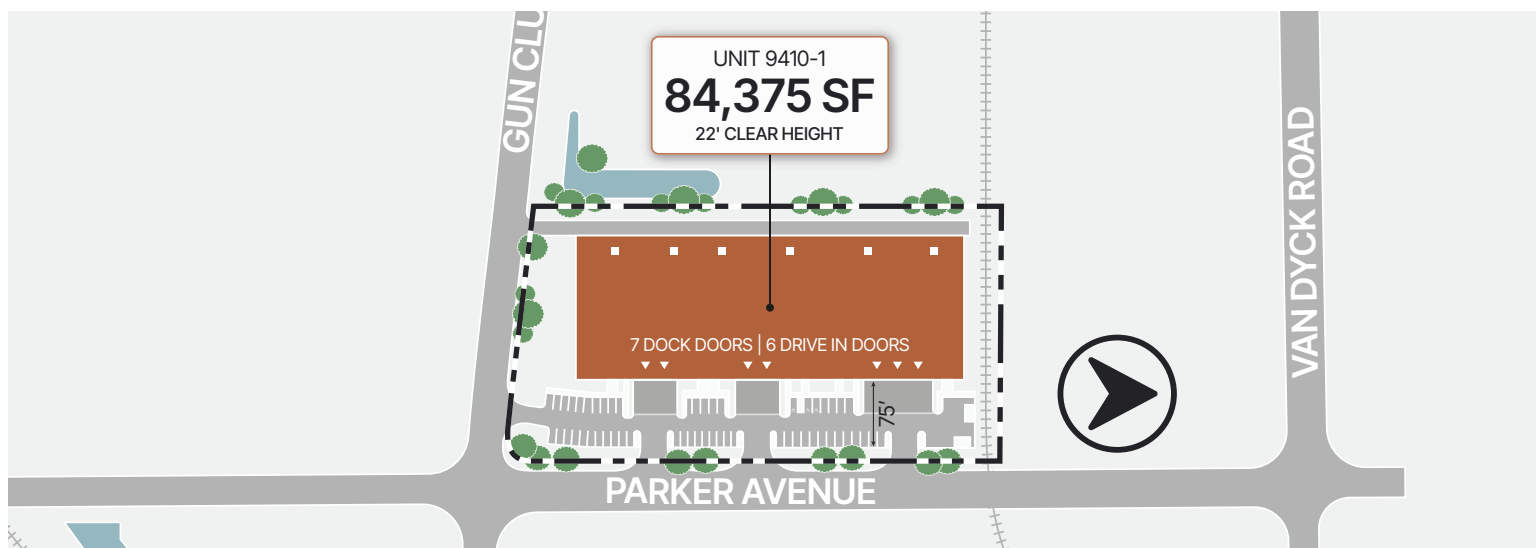 GUN CLU
UNIT 9410-1
84,375 SF
22' CLEAR HEIGHT
VAN DYCK ROAD
7 DOCK DOORS | 6 DRIVE IN DOORS
75'
PARKER AVENUE